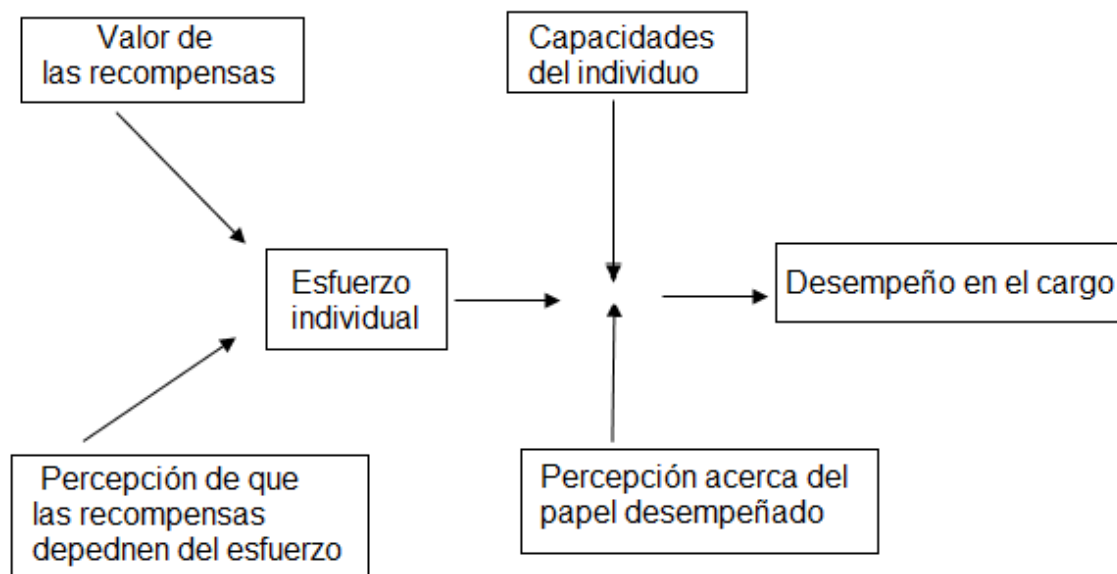 Valor de
las recompensas
Capacidades
del individuo
Esfuerzo
individual
Desempeño en el cargo
Percepción de que
las recompensas
depednen del esfuerzo
Percepción acerca del
papel desempeñado